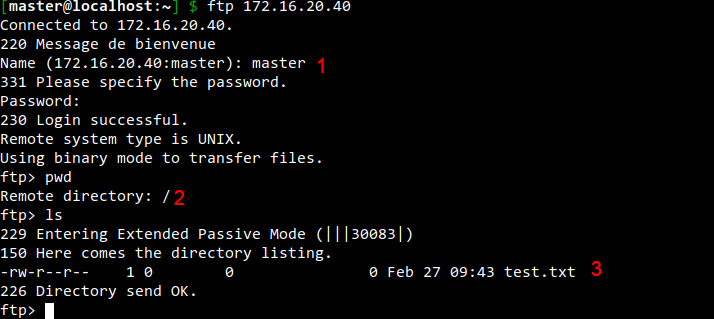 [master@localhost:~] $ ftp 172.16.20.40
Connected to 172.16.20.40.
220 Message de bienvenue
Name (172.16.20.40:master): master 1
331 Please specify the password.
Password:
230 Login successful.
Remote system type is UNIX.
Using binary mode to transfer files.
ftp> pwd
Remote directory: / 2
ftp> ls
229 Entering Extended Passive Mode (|||30083|)
150 Here comes the directory listing.
-rw-r--r--    1 0        0               0 Feb 27 09:43 test.txt 3
226 Directory send OK.
ftp>